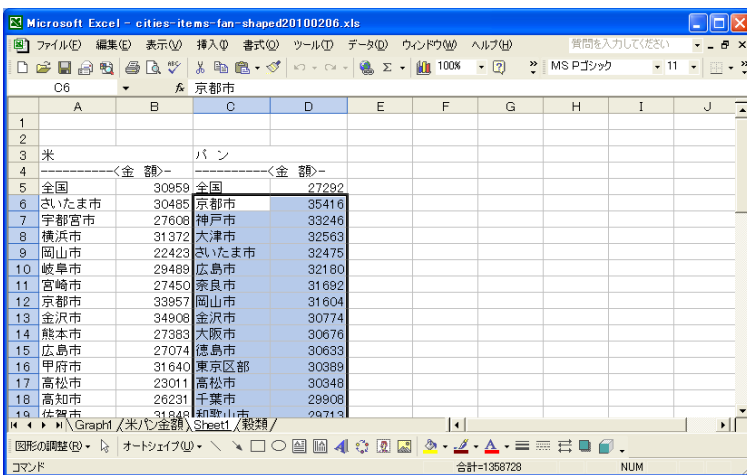 Microsoft Excel - cities-items-fan-shaped20100206.xls
ファイル(F) 編集(E) 表示(V) 挿入(I) 書式(O) ツール(T) データ(D) ウィンドウ(W) ヘルプ(H) 質問を入力してください
100% MS Pゴシック 11
C6 fx 京都市
A B C D E F G H I J
1
2
3 米 パン
4 ----------<金 額>- ----------<金 額>-
5 全国 30959 全国 27292
6 さいたま市 30485 京都市 35416
7 宇都宮市 27608 神戸市 33246
8 横浜市 31372 大津市 32563
9 岡山市 22423 さいたま市 32475
10 岐阜市 29489 広島市 32180
11 宮崎市 27450 奈良市 31692
12 京都市 33957 岡山市 31604
13 金沢市 34908 金沢市 30774
14 熊本市 27383 大阪市 30676
15 広島市 27074 徳島市 30633
16 甲府市 31640 東京区部 30389
17 高松市 23011 高松市 30348
18 高知市 26231 千葉市 29908
19 佐賀市 31848 和歌山市 29713
Graph1 米パン金額 Sheet1 穀類
図形の調整(R) オートシェイプ(U)
コマンド 合計=1358728 NUM